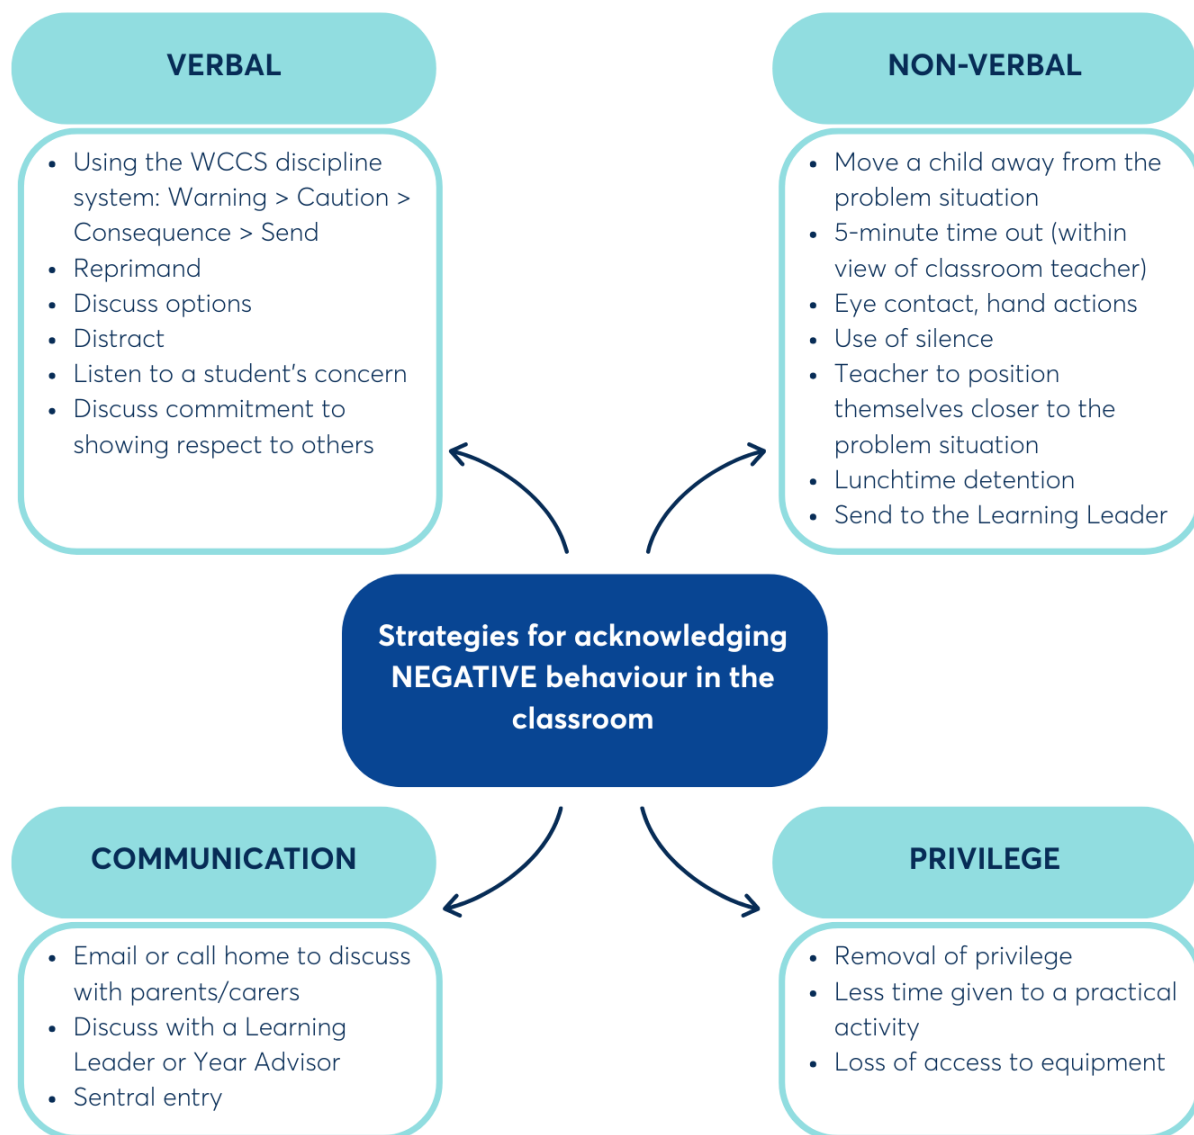 VERBAL
• Using the WCCS discipline
system: Warning > Caution >
Consequence > Send
• Reprimand
• Discuss options
• Distract
• Listen to a student's concern
• Discuss commitment to
showing respect to others
NON-VERBAL
• Move a child away from the
problem situation
• 5-minute time out (within
view of classroom teacher)
• Eye contact, hand actions
• Use of silence
• Teacher to position
themselves closer to the
problem situation
• Lunchtime detention
• Send to the Learning Leader
Strategies for acknowledging
NEGATIVE behaviour in the
classroom
COMMUNICATION
• Email or call home to discuss
with parents/carers
• Discuss with a Learning
Leader or Year Advisor
• Sentral entry
PRIVILEGE
• Removal of privilege
• Less time given to a practical
activity
• Loss of access to equipment